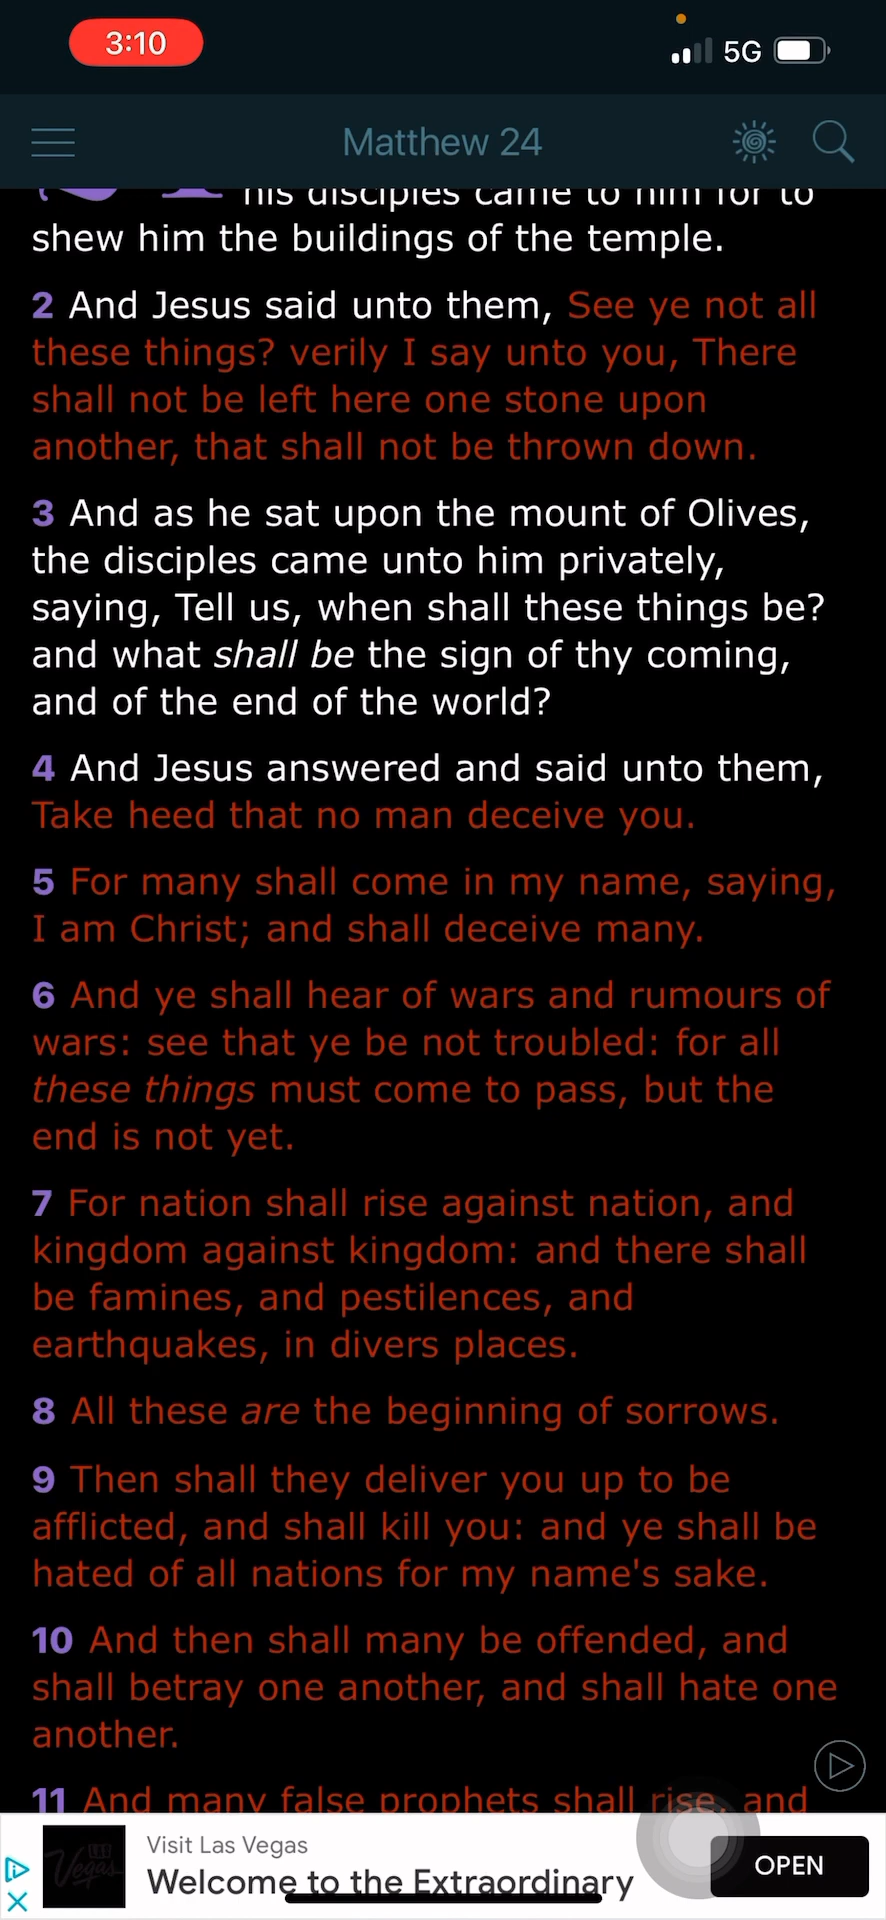 3:10
5G
Matthew 24
his disciples came to him for to
shew him the buildings of the temple.
2 And Jesus said unto them, See ye not all
these things? verily I say unto you, There
shall not be left here one stone upon
another, that shall not be thrown down.
3 And as he sat upon the mount of Olives,
the disciples came unto him privately,
saying, Tell us, when shall these things be?
and what shall be the sign of thy coming,
and of the end of the world?
4 And Jesus answered and said unto them,
Take heed that no man deceive you.
5 For many shall come in my name, saying,
I am Christ; and shall deceive many.
6 And ye shall hear of wars and rumours of
wars: see that ye be not troubled: for all
these things must come to pass, but the
end is not yet.
7 For nation shall rise against nation, and
kingdom against kingdom: and there shall
be famines, and pestilences, and
earthquakes, in divers places.
8 All these are the beginning of sorrows.
9 Then shall they deliver you up to be
afflicted, and shall kill you: and ye shall be
hated of all nations for my name's sake.
10 And then shall many be offended, and
shall betray one another, and shall hate one
another.
11 And many false prophets shall rise, and
Vegas
Visit Las Vegas
Welcome to the Extraordinary
OPEN